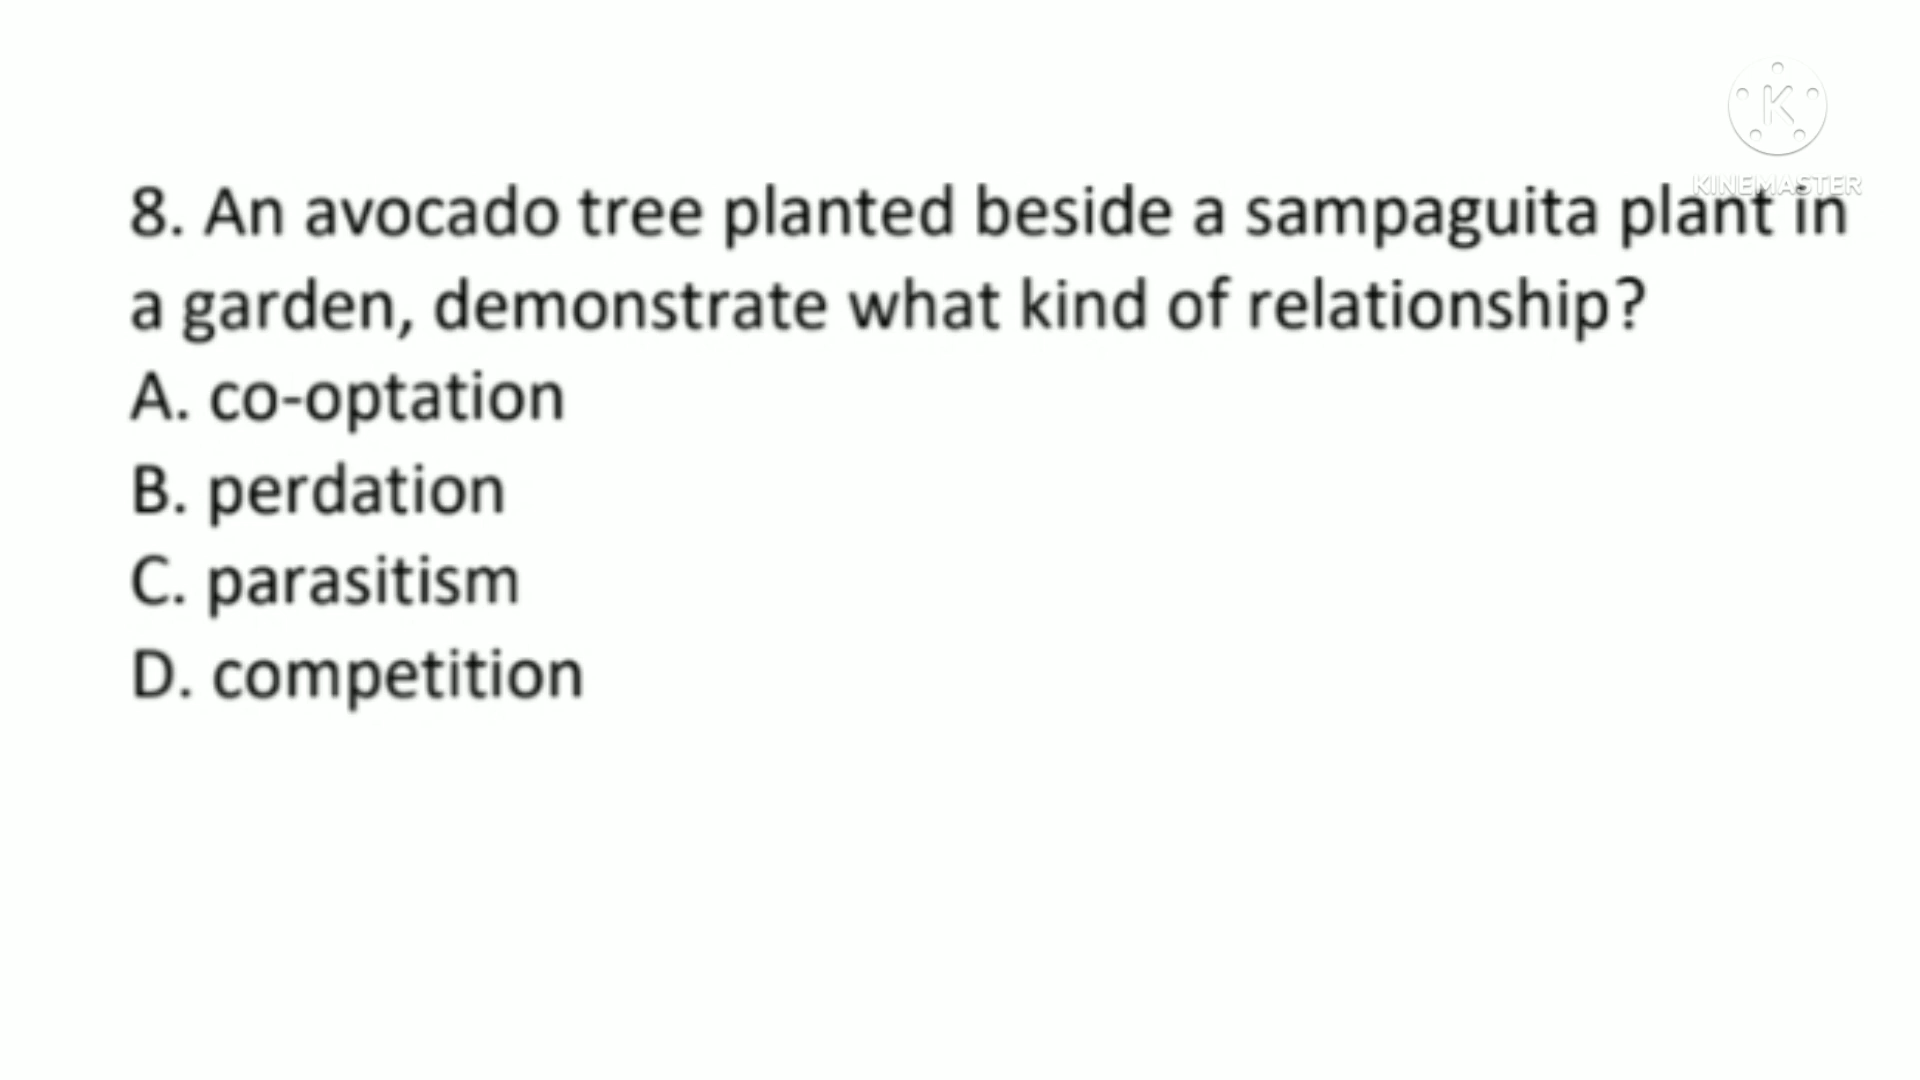 KINEMASTER
8. An avocado tree planted beside a sampaguita plant in
a garden, demonstrate what kind of relationship?
A. co-optation
B. perdation
C. parasitism
D. competition